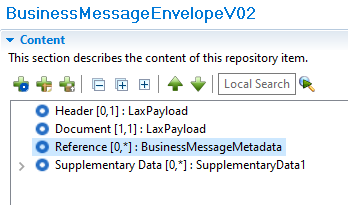 BusinessMessageEnvelopeV02
Content
This section describes the content of this repository item.
Local Search
Header [0,1] : LaxPayload
Document [1,1] : LaxPayload
Reference [0,*] : BusinessMessageMetadata
Supplementary Data [0,*] : SupplementaryData1